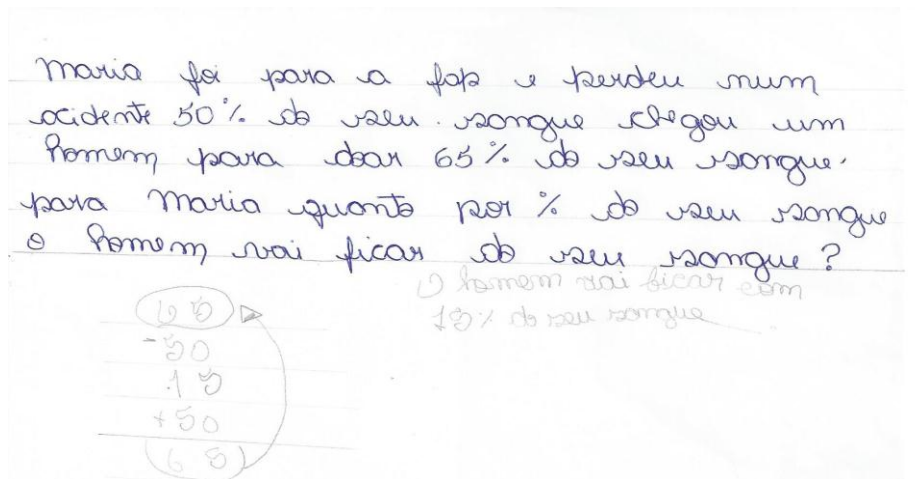 Maria foi para a fap e perdeu num
acidente 50% do seu sangue chegou um
homem para doar 65% do seu sangue.
para Maria quanto por % do seu sangue
o homem vai ficar do seu sangue?
O homem vai ficar com
15% do seu sangue
65
-50
15
+50
65